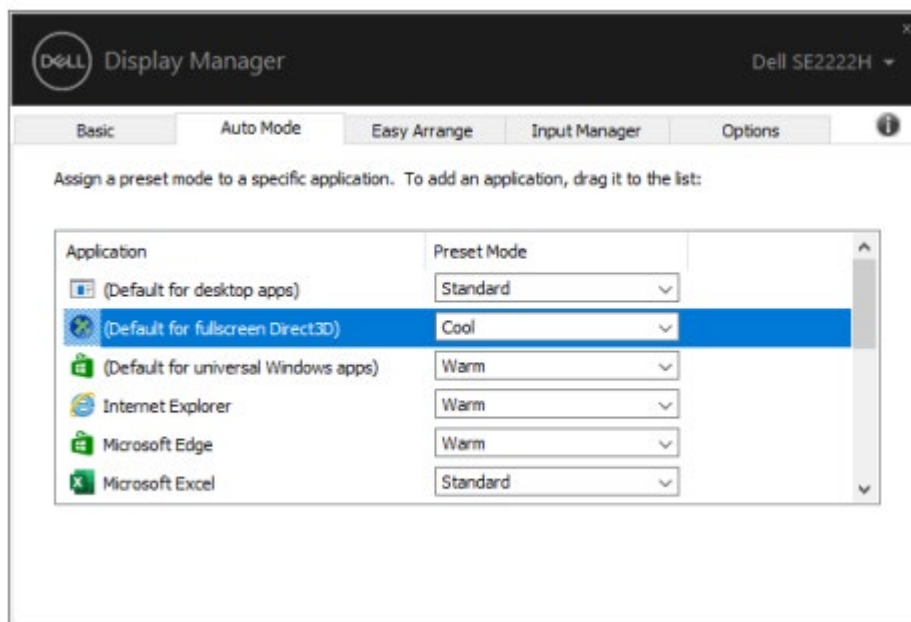 DELL Display Manager
Dell SE2222H
Basic Auto Mode Easy Arrange Input Manager Options
Assign a preset mode to a specific application. To add an application, drag it to the list:
Application Preset Mode
(Default for desktop apps) Standard
(Default for fullscreen Direct3D) Cool
(Default for universal Windows apps) Warm
Internet Explorer Warm
Microsoft Edge Warm
Microsoft Excel Standard